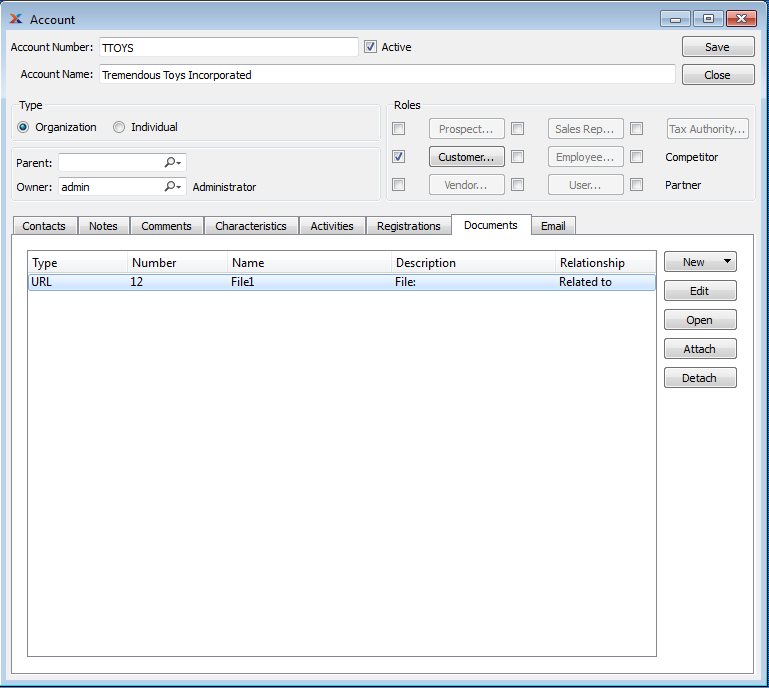 Account
Account Number: TTOYS Active Save
Account Name: Tremendous Toys Incorporated Close
Type Roles
Organization Individual Prospect... Sales Rep... Tax Authority...
Parent: Customer... Employee... Competitor
Owner: admin Administrator Vendor... User... Partner
Contacts Notes Comments Characteristics Activities Registrations Documents Email
Type Number Name Description Relationship New
URL 12 File1 File: Related to
Edit
Open
Attach
Detach